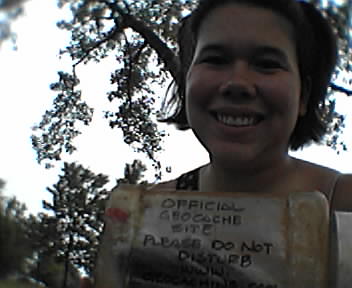 OFFICIAL
GEOCACHE
SITE
PLEASE DO NOT
DISTURB
WWW.
GEOCACHING.COM